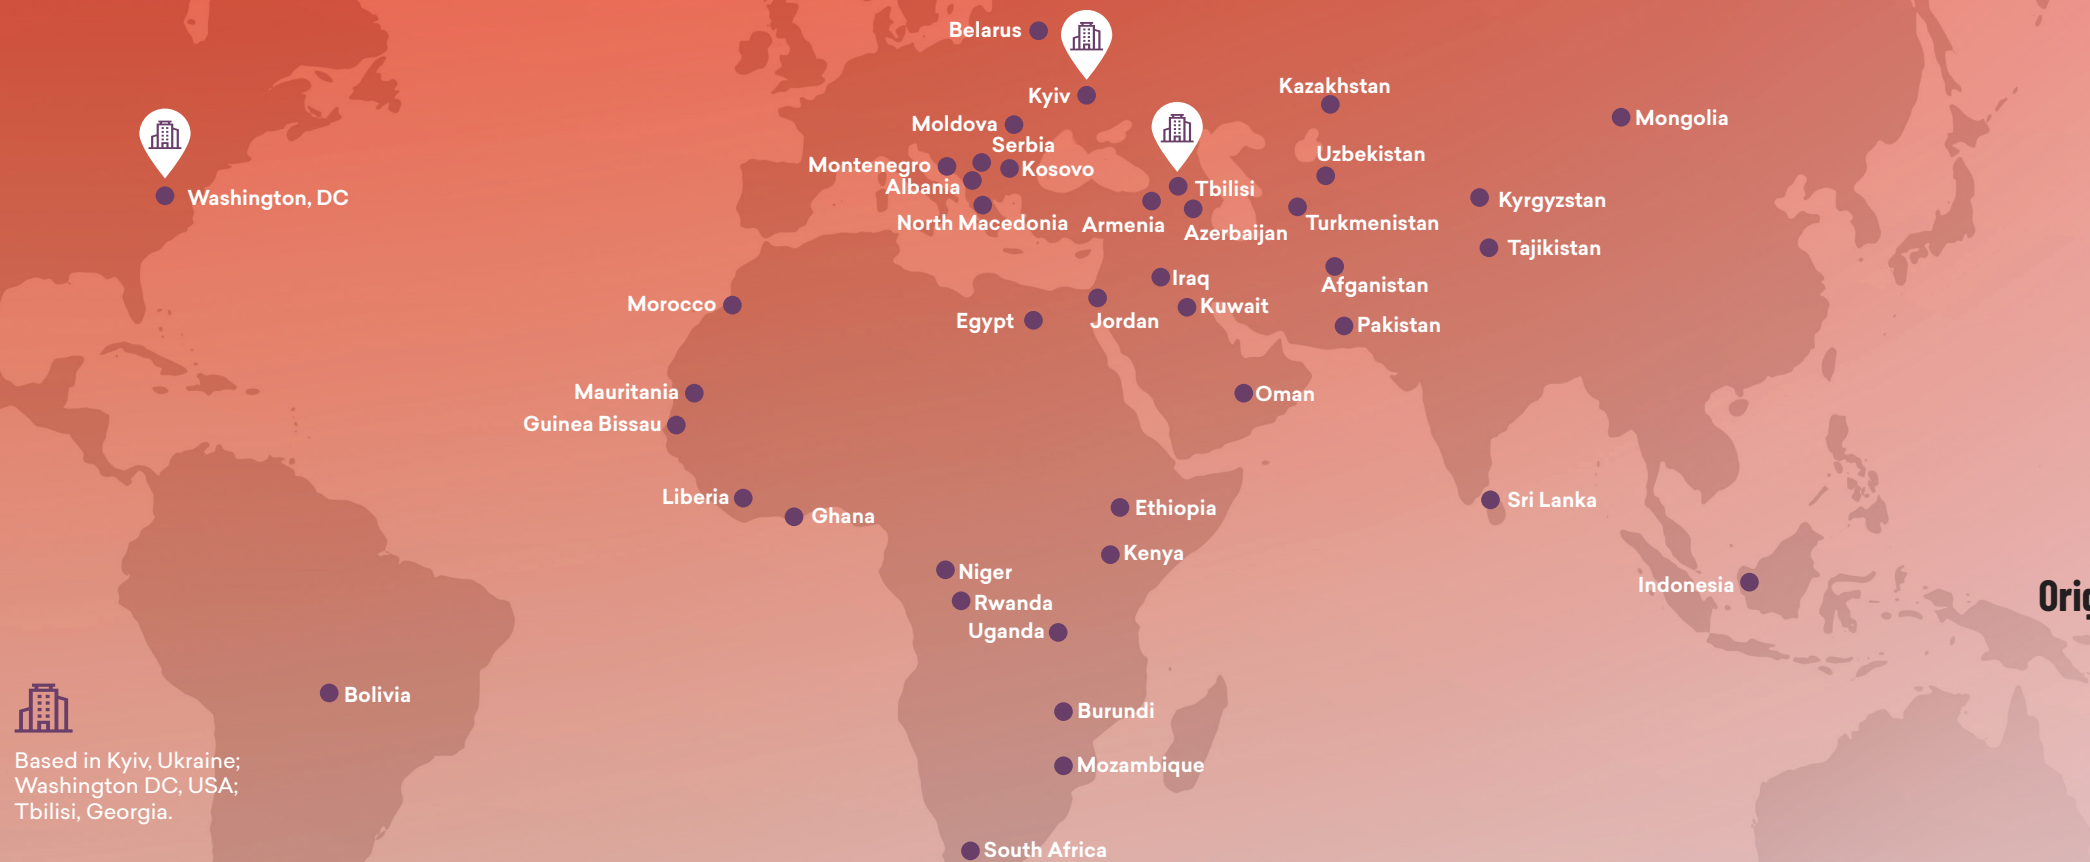 Belarus
Kyiv
Kazakhstan
Mongolia
Moldova
Serbia
Uzbekistan
Montenegro
Kosovo
Albania
Tbilisi
Washington, DC
Kyrgyzstan
North Macedonia
Armenia
Azerbaijan
Turkmenistan
Tajikistan
Iraq
Afganistan
Morocco
Kuwait
Egypt
Jordan
Pakistan
Mauritania
Oman
Guinea Bissau
Liberia
Ghana
Ethiopia
Sri Lanka
Kenya
Niger
Indonesia
Rwanda
Uganda
Orig
Bolivia
Burundi
Mozambique
Based in Kyiv, Ukraine;
Washington DC, USA;
Tbilisi, Georgia.
South Africa